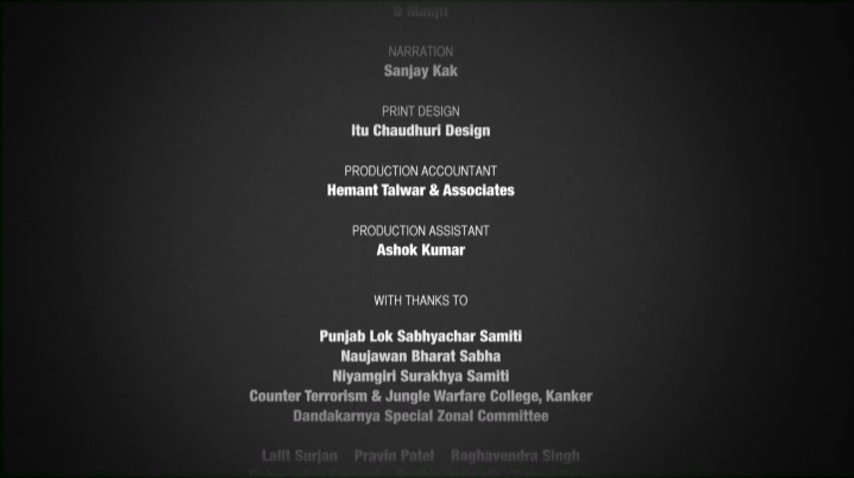 D Manjit
NARRATION
Sanjay Kak
PRINT DESIGN
Itu Chaudhuri Design
PRODUCTION ACCOUNTANT
Hemant Talwar & Associates
PRODUCTION ASSISTANT
Ashok Kumar
WITH THANKS TO
Punjab Lok Sabhyachar Samiti
Naujawan Bharat Sabha
Niyamgiri Surakhya Samiti
Counter Terrorism & Jungle Warfare College, Kanker
Dandakarnya Special Zonal Committee
Lalit Surjan Pravin Patel Raghavendra Singh